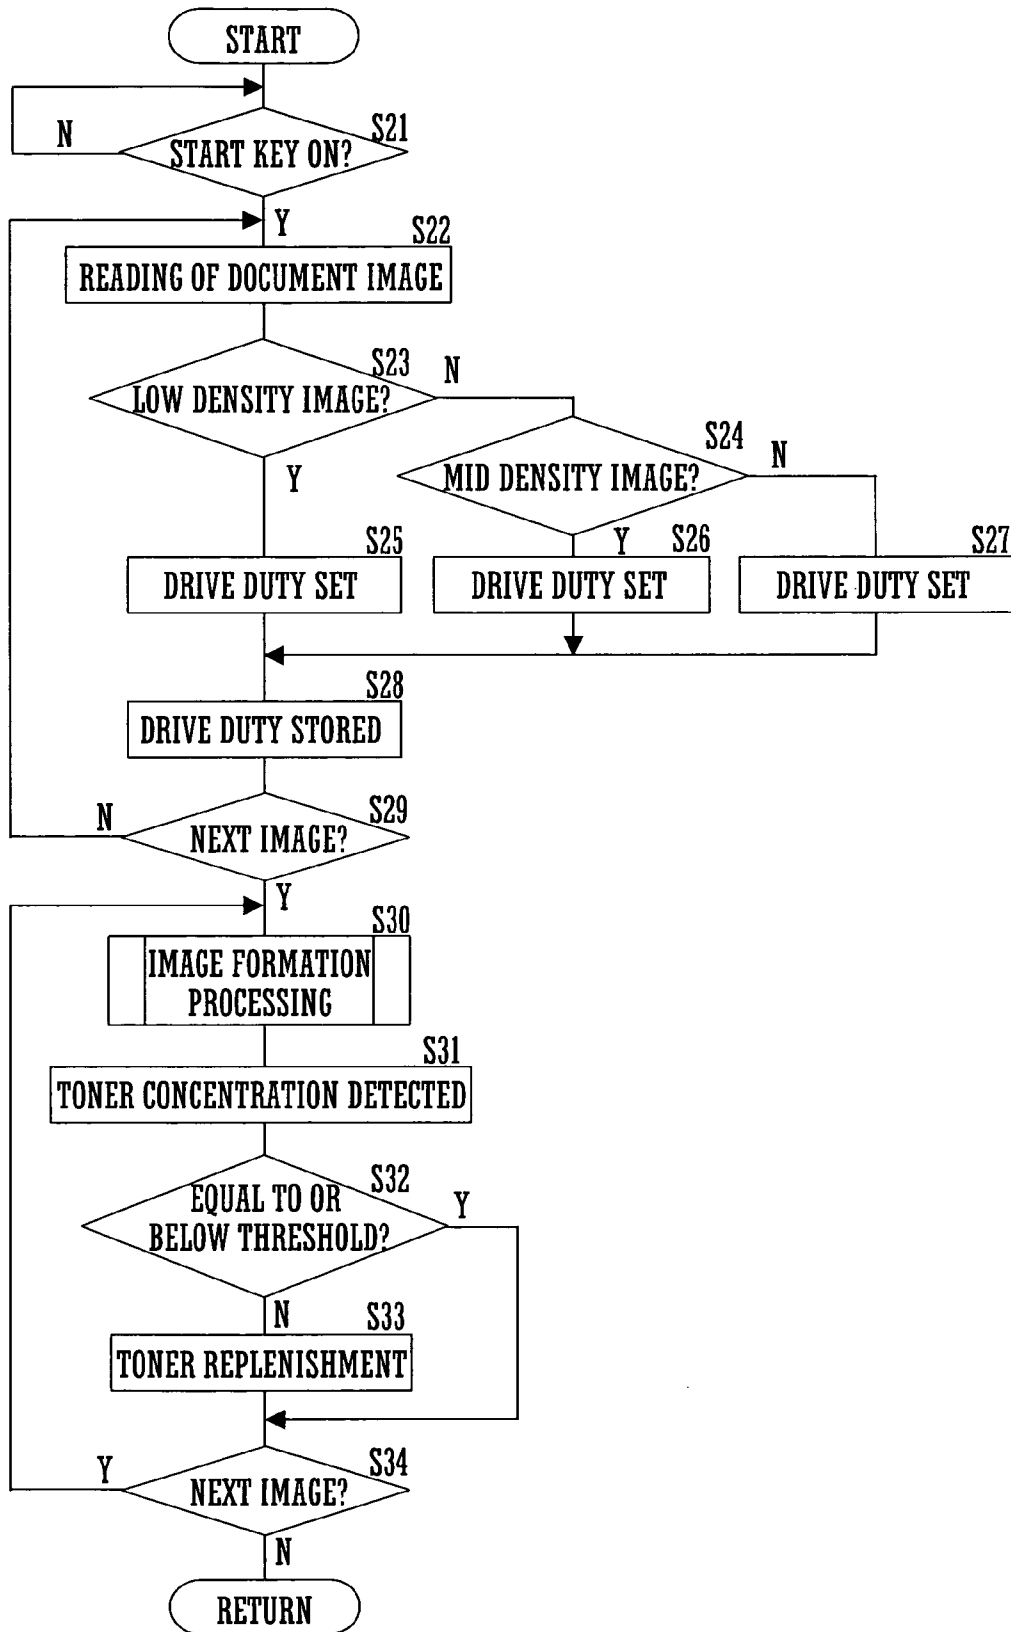 START
N
S21
START KEY ON?
Y
S22
READING OF DOCUMENT IMAGE
S23
N
LOW DENSITY IMAGE?
S24
N
MID DENSITY IMAGE?
Y
Y
S25
S26
S27
DRIVE DUTY SET
DRIVE DUTY SET
DRIVE DUTY SET
S28
DRIVE DUTY STORED
N
S29
NEXT IMAGE?
Y
S30
IMAGE FORMATION
PROCESSING
S31
TONER CONCENTRATION DETECTED
S32
EQUAL TO OR
BELOW THRESHOLD?
Y
N
S33
TONER REPLENISHMENT
Y
S34
NEXT IMAGE?
N
RETURN